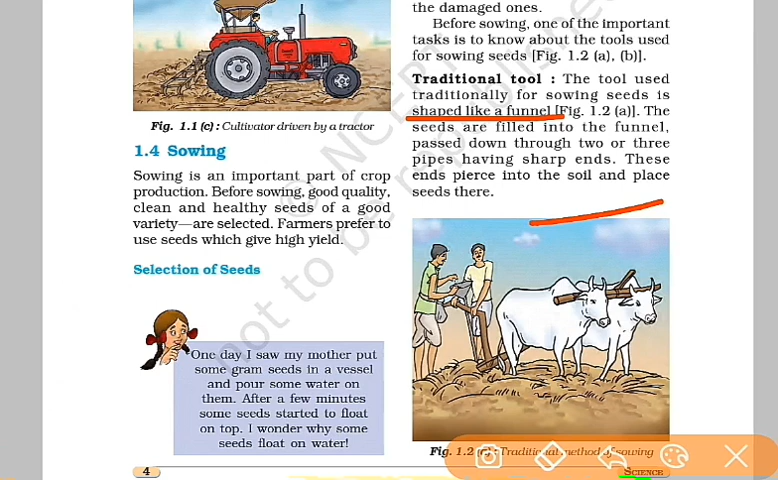 Fig. 1.1 (c) : Cultivator driven by a tractor
1.4 Sowing
Sowing is an important part of crop
production. Before sowing, good quality,
clean and healthy seeds of a good
variety—are selected. Farmers prefer to
use seeds which give high yield.
Selection of Seeds
One day I saw my mother put
some gram seeds in a vessel
and pour some water on
them. After a few minutes
some seeds started to float
on top. I wonder why some
seeds float on water!
4
the damaged ones.
Before sowing, one of the important
tasks is to know about the tools used
for sowing seeds [Fig. 1.2 (a), (b)].
Traditional tool : The tool used
traditionally for sowing seeds is
shaped like a funnel [Fig. 1.2 (a)]. The
seeds are filled into the funnel,
passed down through two or three
pipes having sharp ends. These
ends pierce into the soil and place
seeds there.
Fig. 1.2 : Traditional method of sowing
SCIENCE
© NCERT
not to be republished